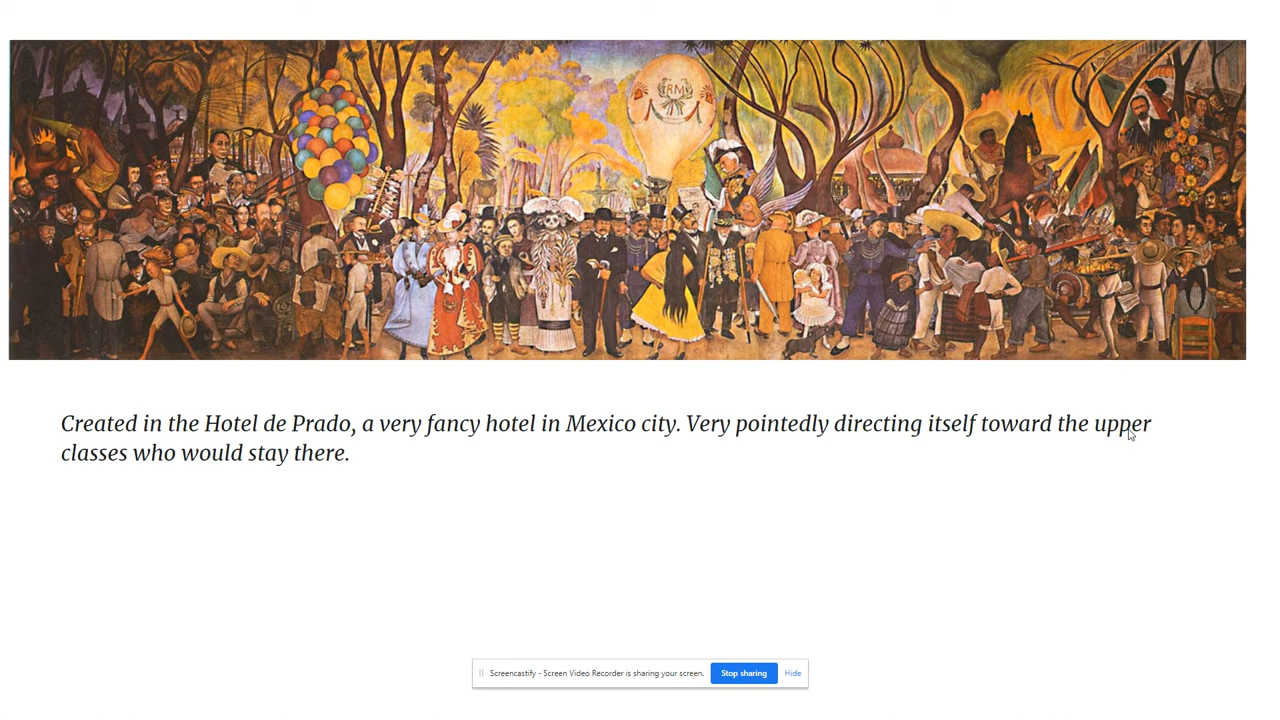 RM
Created in the Hotel de Prado, a very fancy hotel in Mexico city. Very pointedly directing itself toward the upper
classes who would stay there.
Screencastify - Screen Video Recorder is sharing your screen. Stop sharing Hide